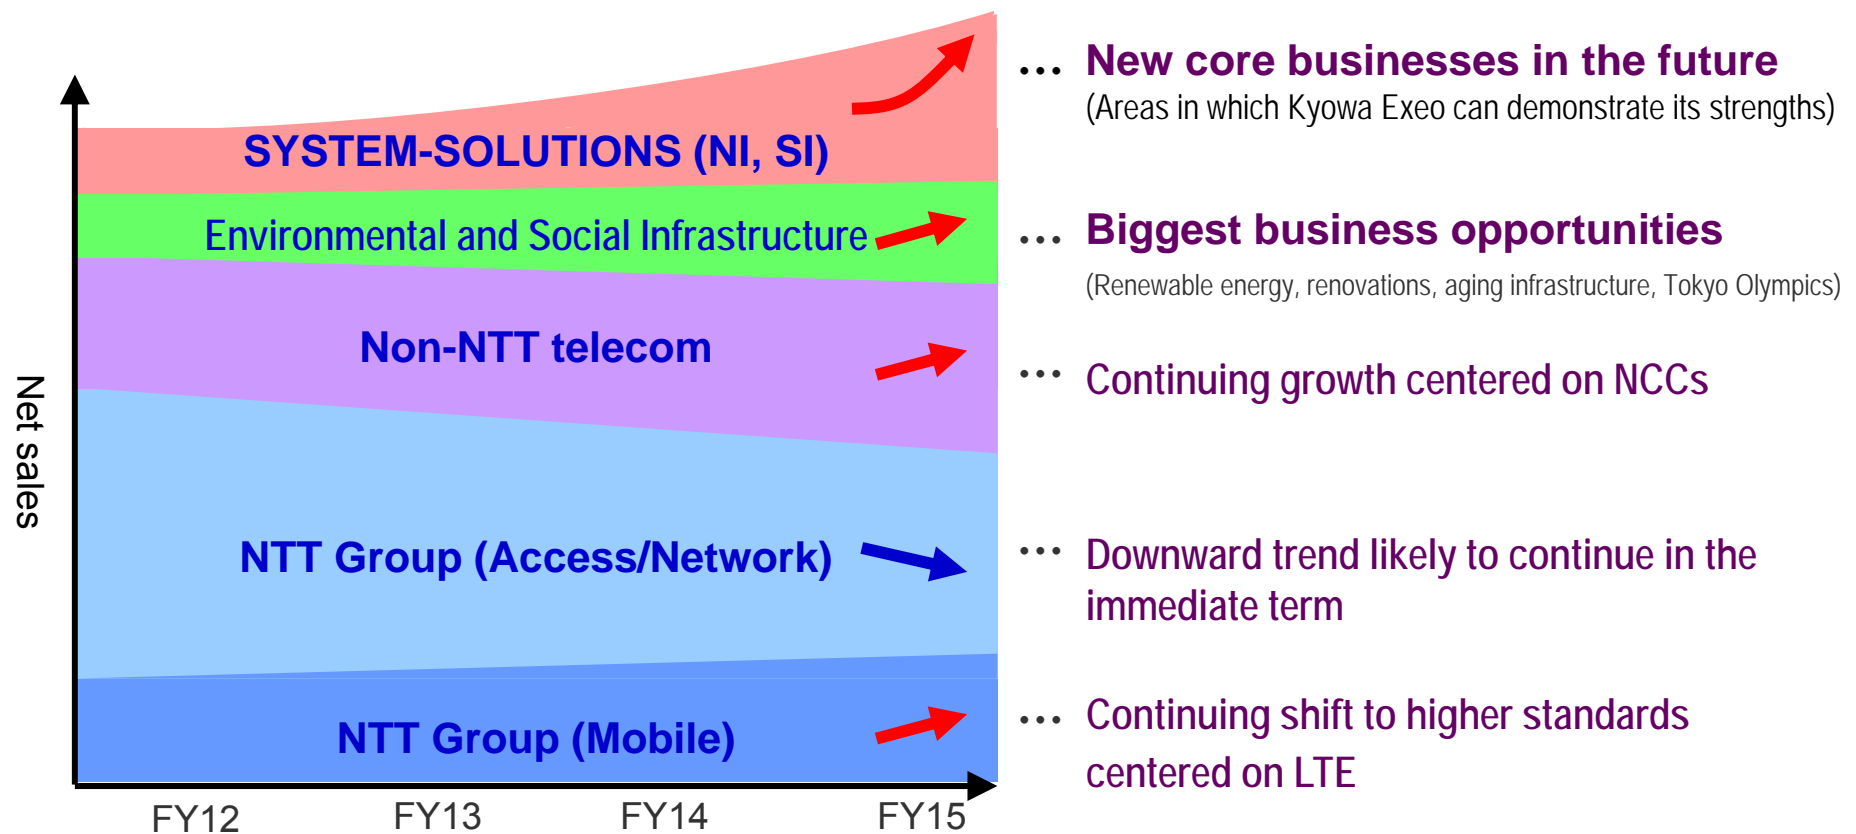 … New core businesses in the future
(Areas in which Kyowa Exeo can demonstrate its strengths)
SYSTEM-SOLUTIONS (NI, SI)
Environmental and Social Infrastructure
… Biggest business opportunities
(Renewable energy, renovations, aging infrastructure, Tokyo Olympics)
Non-NTT telecom
… Continuing growth centered on NCCs
Net sales
NTT Group (Access/Network)
… Downward trend likely to continue in the
immediate term
NTT Group (Mobile)
… Continuing shift to higher standards
centered on LTE
FY12 FY13 FY14 FY15